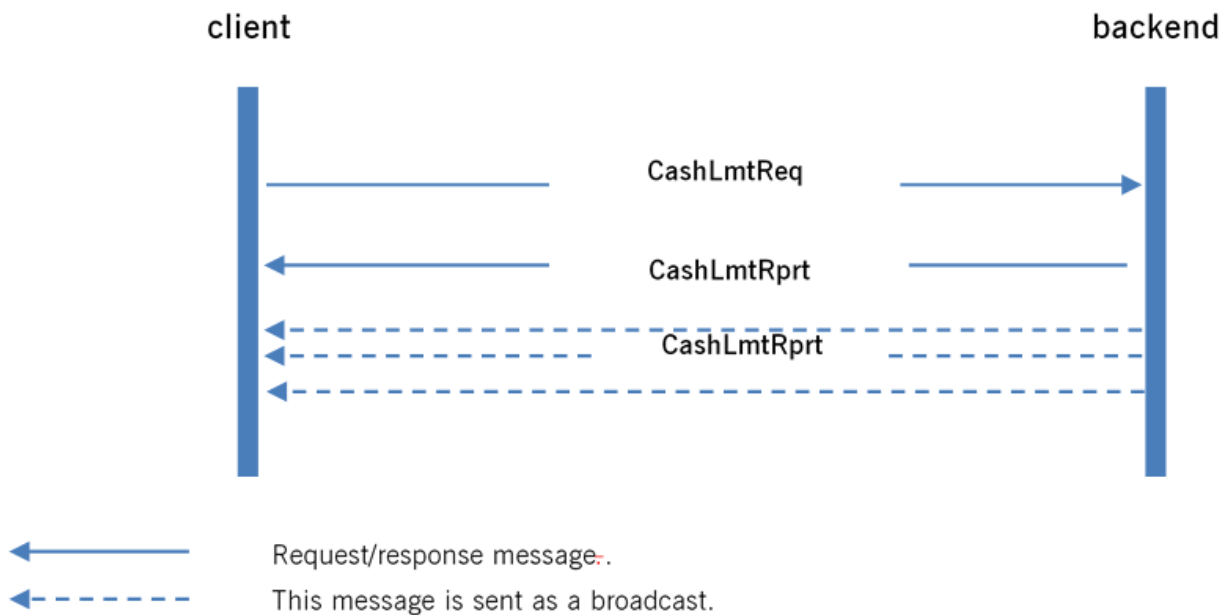 client
backend
CashLmtReq
CashLmtRprt
CashLmtRprt
Request/response message..
This message is sent as a broadcast.